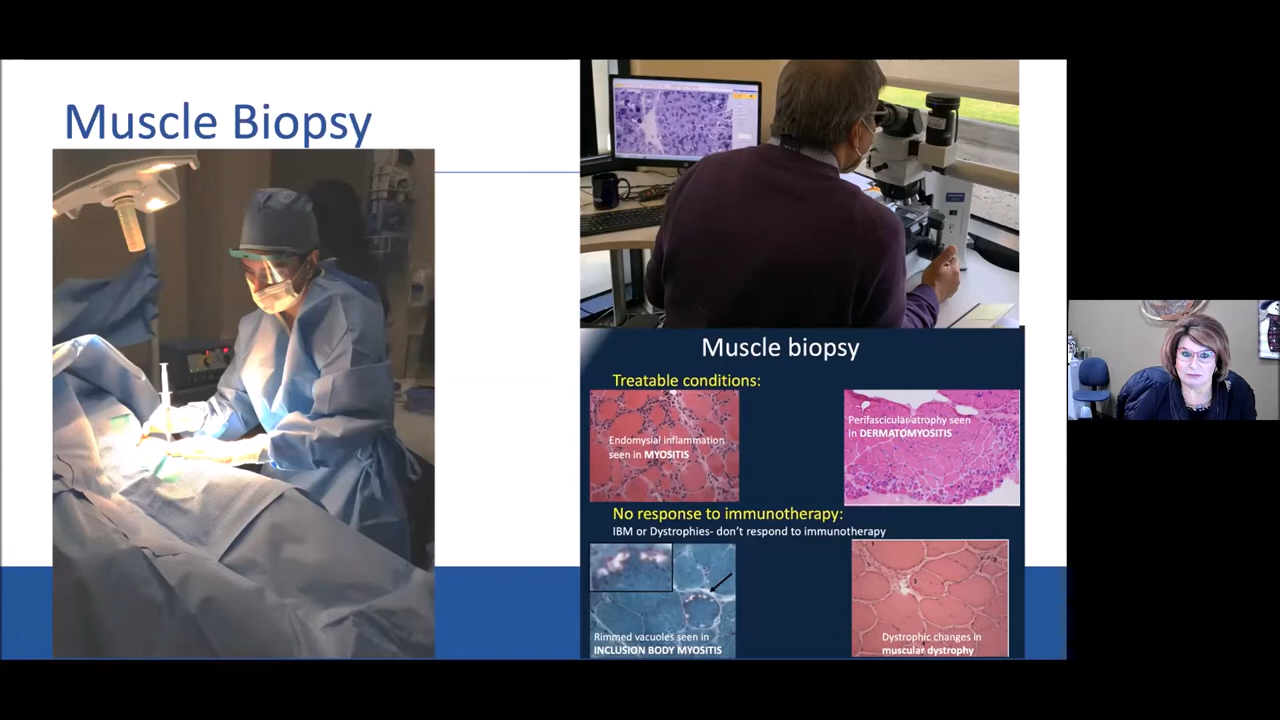 Muscle Biopsy
Muscle biopsy
Treatable conditions:
Endomysial inflammation
seen in MYOSITIS
Perifascicular atrophy seen
in DERMATOMYOSITIS
No response to immunotherapy:
IBM or Dystrophies- don't respond to immunotherapy
Rimmed vacuoles seen in
INCLUSION BODY MYOSITIS
Dystrophic changes in
muscular dystrophy